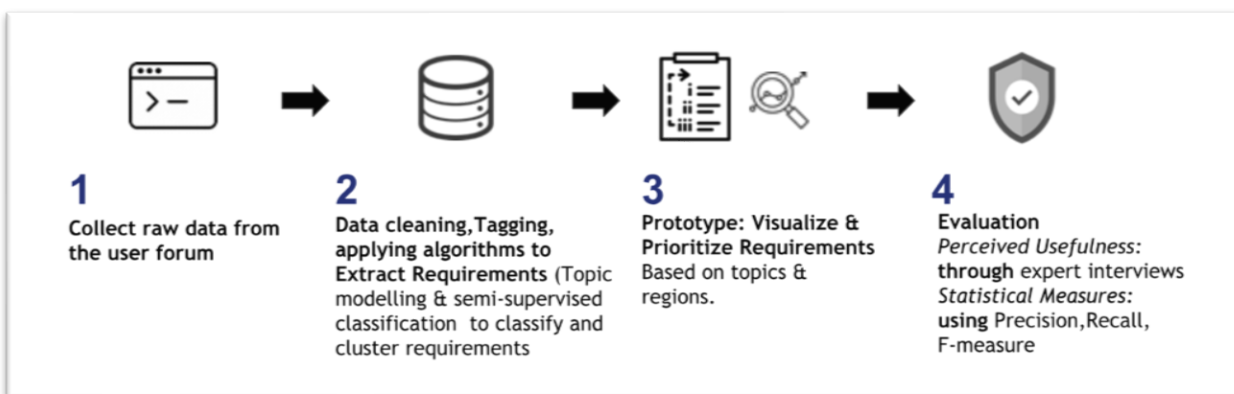 1
Collect raw data from
the user forum
2
Data cleaning,Tagging,
applying algorithms to
Extract Requirements (Topic
modelling & semi-supervised
classification to classify and
cluster requirements
i
ii
iii
3
Prototype: Visualize &
Prioritize Requirements
Based on topics &
regions.
4
Evaluation
Perceived Usefulness:
through expert interviews
Statistical Measures:
using Precision,Recall,
F-measure